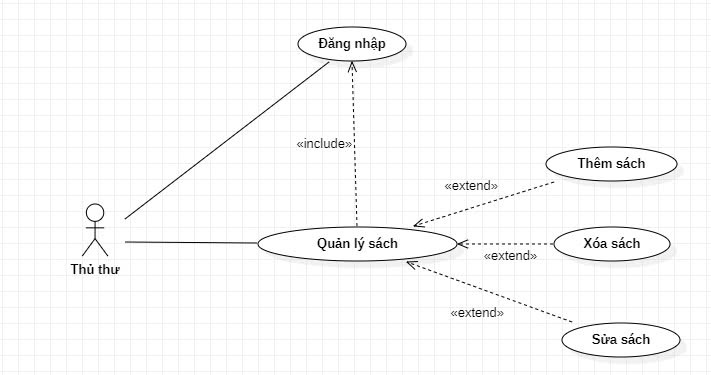 Đăng nhập
«include»
Thêm sách
«extend»
Thủ thư
Quản lý sách
Xóa sách
«extend»
«extend»
Sửa sách